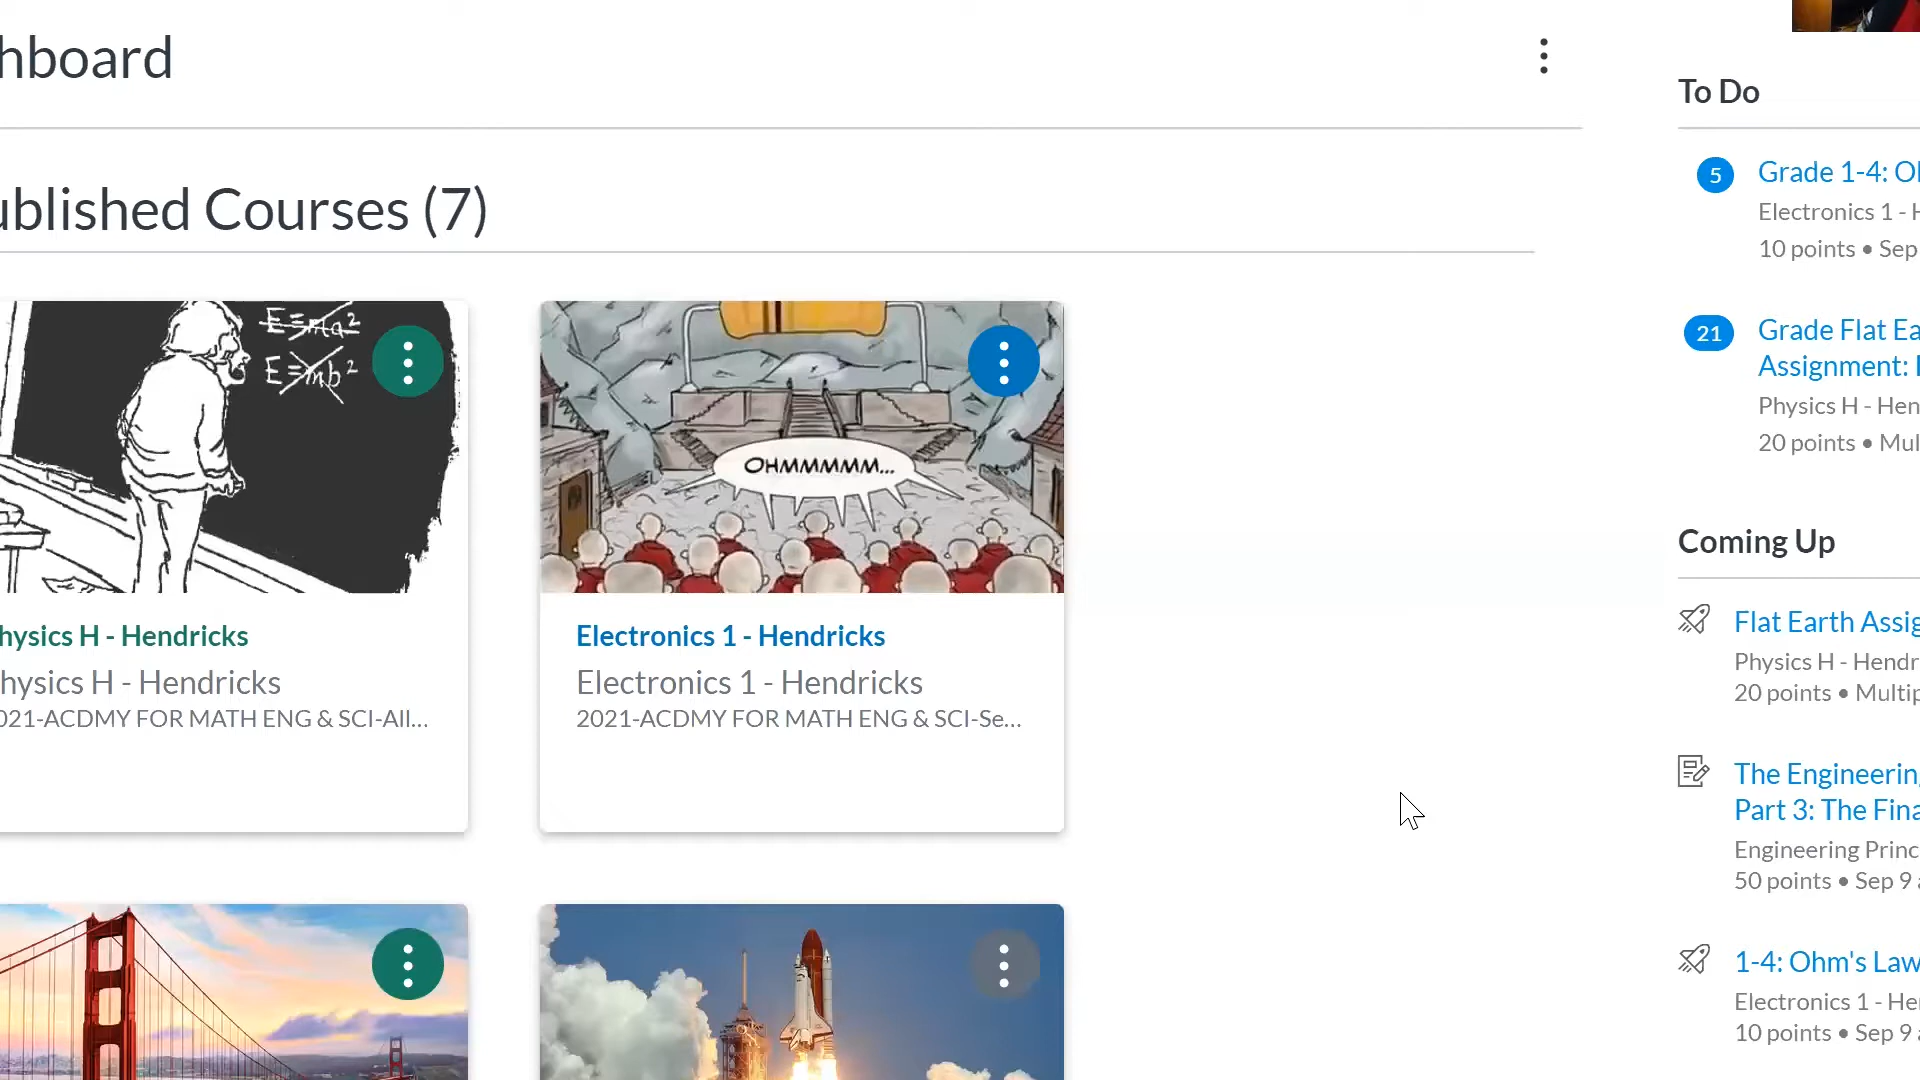 hboard
ublished Courses (7)
E=ma²
E=mb²
OHMMMMM...
hysics H - Hendricks
hysics H - Hendricks
021-ACDMY FOR MATH ENG & SCI-All...
Electronics 1 - Hendricks
Electronics 1 - Hendricks
2021-ACDMY FOR MATH ENG & SCI-Se...
To Do
5
Grade 1-4: O
Electronics 1 - H
10 points • Sep
21
Grade Flat Ea
Assignment:
Physics H - Hen
20 points • Mul
Coming Up
Flat Earth Assig
Physics H - Hendr
20 points • Multip
The Engineering
Part 3: The Fina
Engineering Princ
50 points • Sep 9 a
1-4: Ohm's Law
Electronics 1 - He
10 points • Sep 9 a